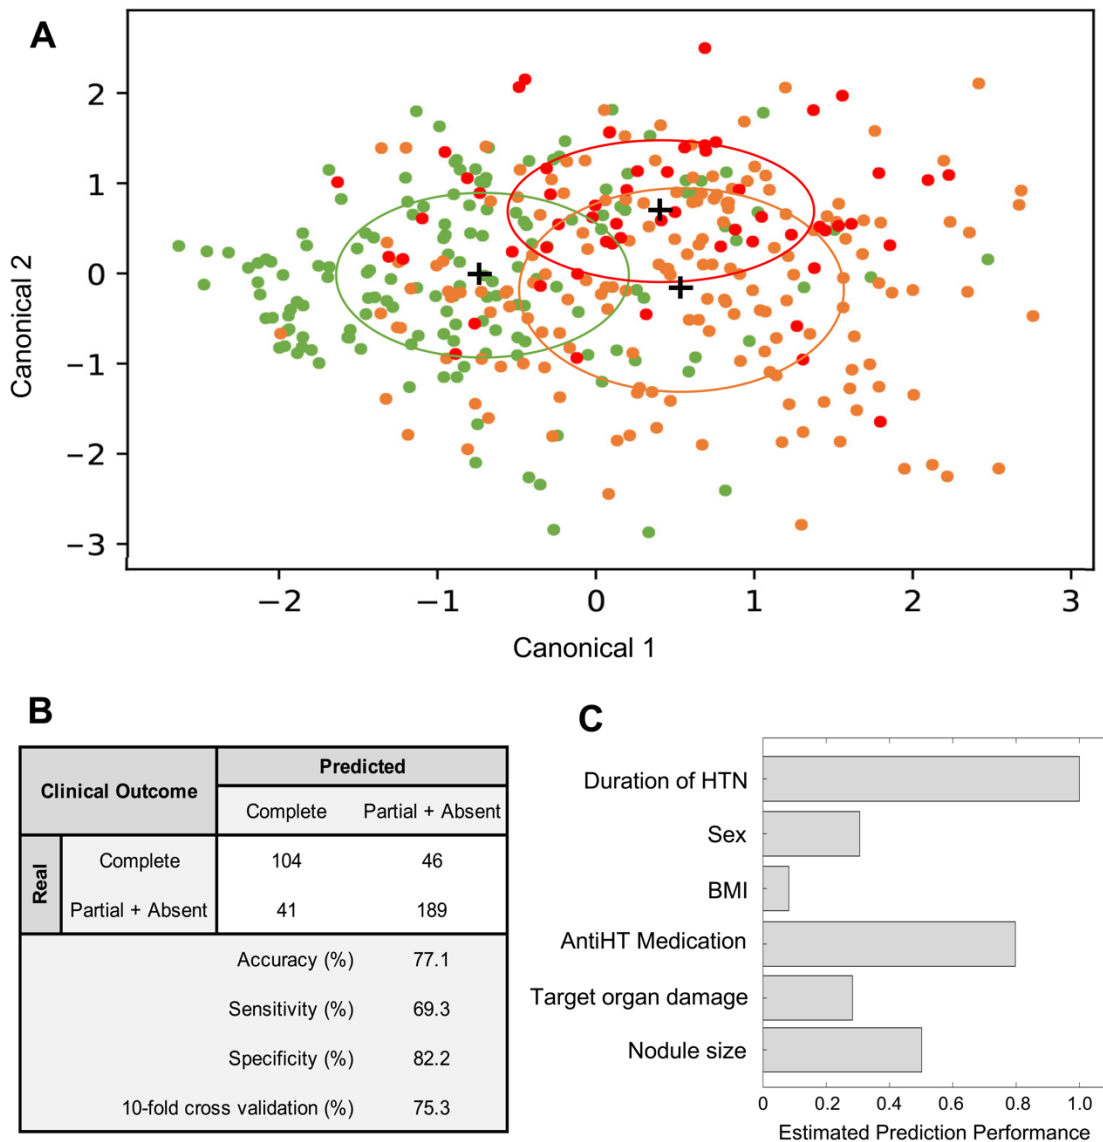 A
Canonical 2
2
1
0
−1
−2
−3
−2 −1 0 1 2 3
Canonical 1
B
Clinical Outcome
Predicted
Complete Partial + Absent
Real
Complete 104 46
Partial + Absent 41 189
Accuracy (%) 77.1
Sensitivity (%) 69.3
Specificity (%) 82.2
10-fold cross validation (%) 75.3
C
Duration of HTN
Sex
BMI
AntiHT Medication
Target organ damage
Nodule size
0 0.2 0.4 0.6 0.8 1.0
Estimated Prediction Performance